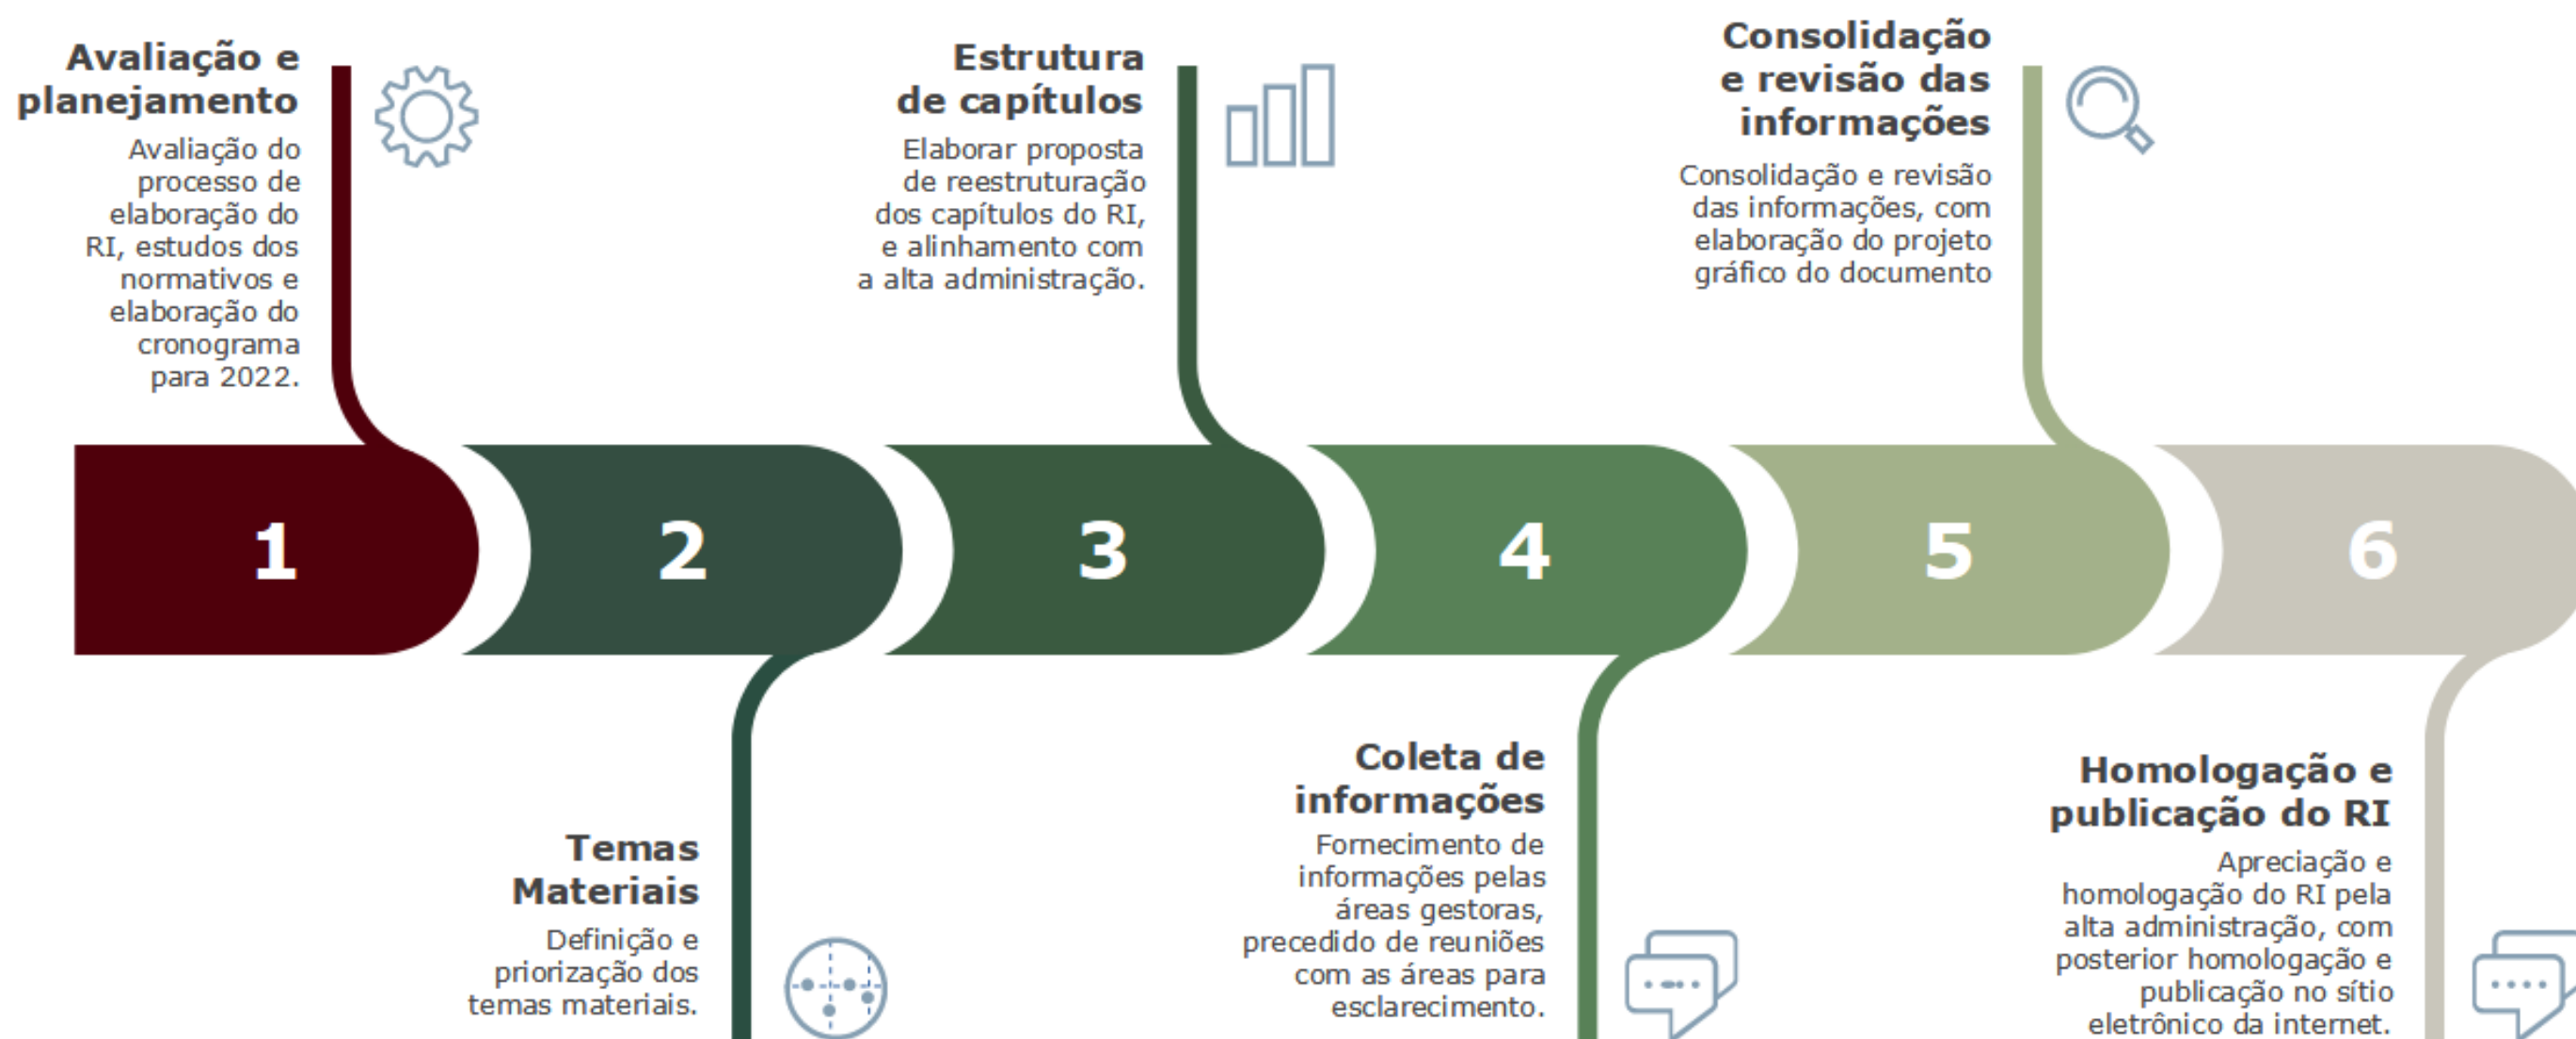 Avaliação e
planejamento
Avaliação do
processo de
elaboração do
RI, estudos dos
normativos e
elaboração do
cronograma
para 2022.
Estrutura
de capítulos
Elaborar proposta
de reestruturação
dos capítulos do RI,
e alinhamento com
a alta administração.
Consolidação
e revisão das
informações
Consolidação e revisão
das informações, com
elaboração do projeto
gráfico do documento
1
2
3
4
5
6
Temas
Materiais
Definição e
priorização dos
temas materiais.
Coleta de
informações
Fornecimento de
informações pelas
áreas gestoras,
precedido de reuniões
com as áreas para
esclarecimento.
Homologação e
publicação do RI
Apreciação e
homologação do RI pela
alta administração, com
posterior homologação e
publicação no sítio
eletrônico da internet.